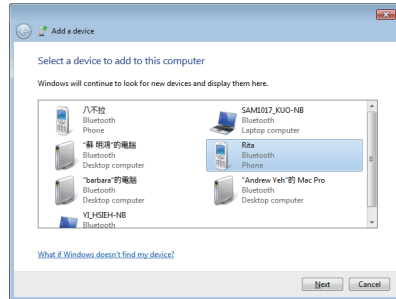 Add a device
Select a device to add to this computer
Windows will continue to look for new devices and display them here.
八不拉
Bluetooth
Phone
SAM1017_KUO-NB
Bluetooth
Laptop computer
"蘇 明鴻"的電腦
Bluetooth
Desktop computer
Rita
Bluetooth
Phone
"barbara"的電腦
Bluetooth
Desktop computer
"Andrew Yeh"的 Mac Pro
Bluetooth
Desktop computer
YI_HSIEH-NB
Bluetooth
What if Windows doesn't find my device?
Next
Cancel